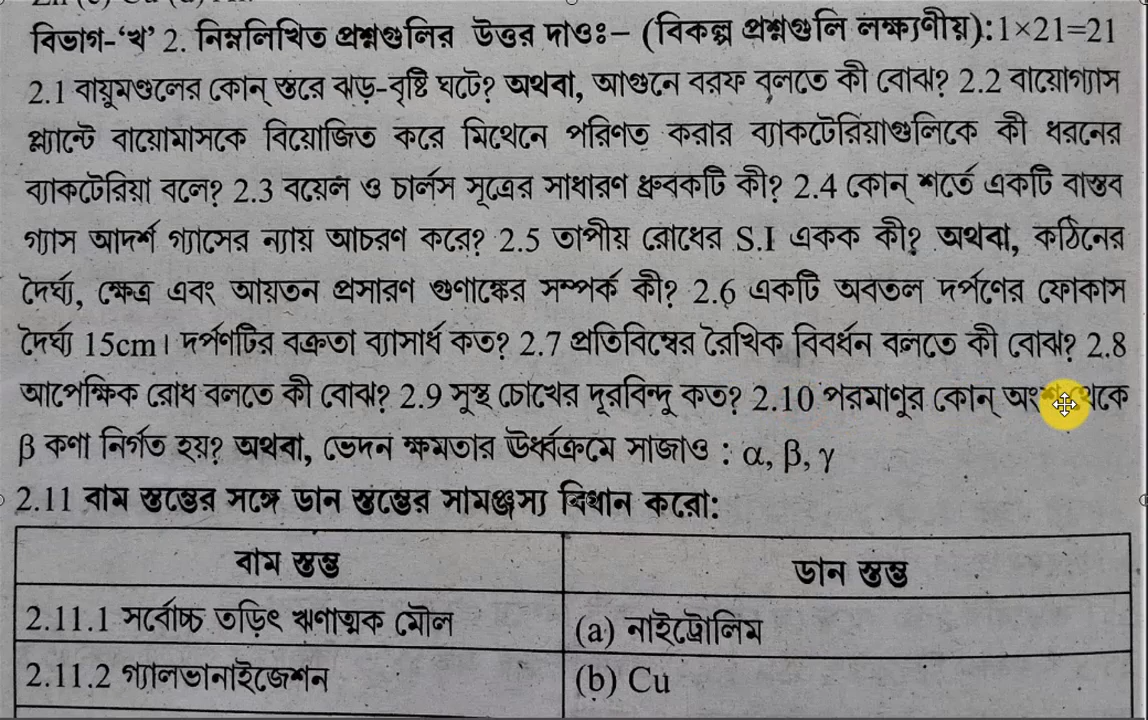 বিভাগ-‘খ’ 2. নিম্নলিখিত প্রশ্নগুলির উত্তর দাওঃ– (বিকল্প প্রশ্নগুলি লক্ষ্যণীয়):1×21=21
2.1 বায়ুমণ্ডলের কোন্ স্তরে ঝড়-বৃষ্টি ঘটে? অথবা, আগুনে বরফ বলতে কী বোঝ? 2.2 বায়োগ্যাস
প্ল্যান্টে বায়োমাসকে বিয়োজিত করে মিথেনে পরিণত করার ব্যাকটেরিয়াগুলিকে কী ধরনের
ব্যাকটেরিয়া বলে? 2.3 বয়েল ও চার্লস সূত্রের সাধারণ ধ্রুবকটি কী? 2.4 কোন্ শর্তে একটি বাস্তব
গ্যাস আদর্শ গ্যাসের ন্যায় আচরণ করে? 2.5 তাপীয় রোধের S.I একক কী? অথবা, কঠিনের
দৈর্ঘ্য, ক্ষেত্র এবং আয়তন প্রসারণ গুণাঙ্কের সম্পর্ক কী? 2.6 একটি অবতল দর্পণের ফোকাস
দৈর্ঘ্য 15cm। দর্পণটির বক্রতা ব্যাসার্ধ কত? 2.7 প্রতিবিম্বের রৈখিক বিবর্ধন বলতে কী বোঝ? 2.8
আপেক্ষিক রোধ বলতে কী বোঝ? 2.9 সুস্থ চোখের দূরবিন্দু কত? 2.10 পরমাণুর কোন্
β কণা নির্গত হয়? অথবা, ভেদন ক্ষমতার ঊর্ধ্বক্রমে সাজাও : α, β, γ
2.11 বাম স্তম্ভের সঙ্গে ডান স্তম্ভের সামঞ্জস্য বিধান করো:
বাম স্তম্ভ ডান স্তম্ভ
2.11.1 সর্বোচ্চ তড়িৎ ঋণাত্মক মৌল (a) নাইট্রোলিম
2.11.2 গ্যালভানাইজেশন (b) Cu